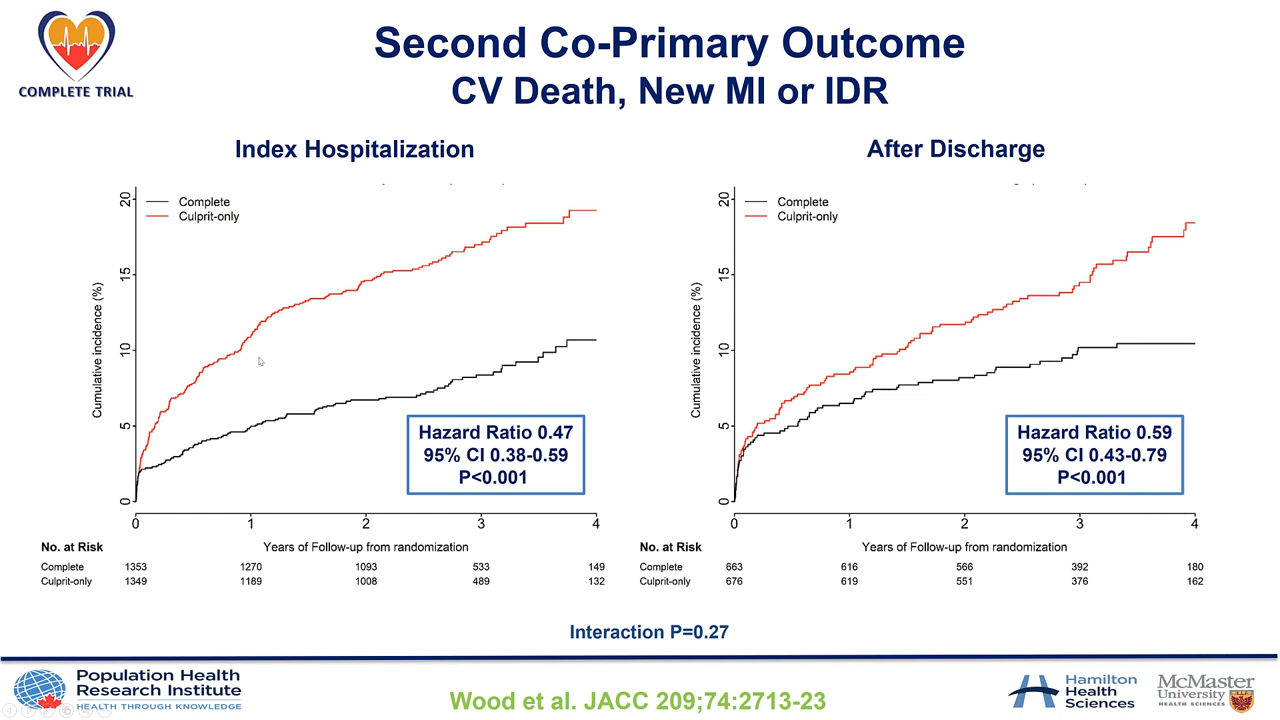 COMPLETE TRIAL
Second Co-Primary Outcome
CV Death, New MI or IDR
Index Hospitalization
Complete
Culprit-only
Cumulative incidence (%)
20
15
10
5
0
0 1 2 3 4
Years of Follow-up from randomization
Hazard Ratio 0.47
95% CI 0.38-0.59
P<0.001
No. at Risk
Complete 1353 1270 1093 533 149
Culprit-only 1349 1189 1008 489 132
After Discharge
Complete
Culprit-only
Cumulative incidence (%)
20
15
10
5
0
0 1 2 3 4
Years of Follow-up from randomization
Hazard Ratio 0.59
95% CI 0.43-0.79
P<0.001
No. at Risk
Complete 663 616 566 392 180
Culprit-only 676 619 551 376 162
Interaction P=0.27
Population Health
Research Institute
HEALTH THROUGH KNOWLEDGE
Wood et al. JACC 209;74:2713-23
Hamilton
Health
Sciences
McMaster
University
HEALTH SCIENCES